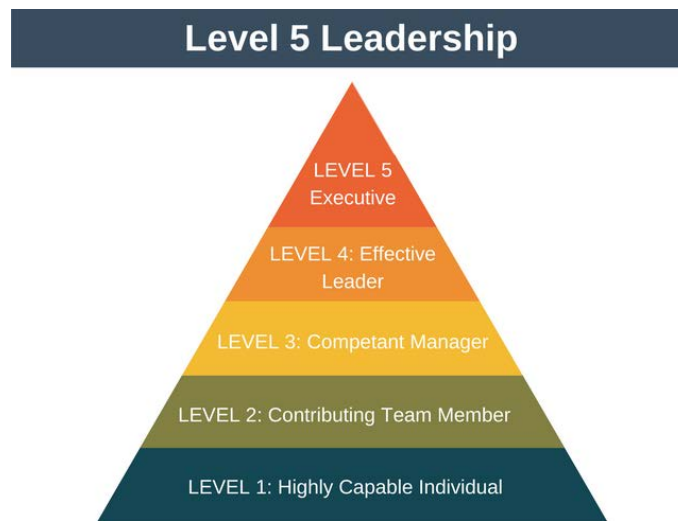 Level 5 Leadership
LEVEL 5
Executive
LEVEL 4: Effective
Leader
LEVEL 3: Competant Manager
LEVEL 2: Contributing Team Member
LEVEL 1: Highly Capable Individual